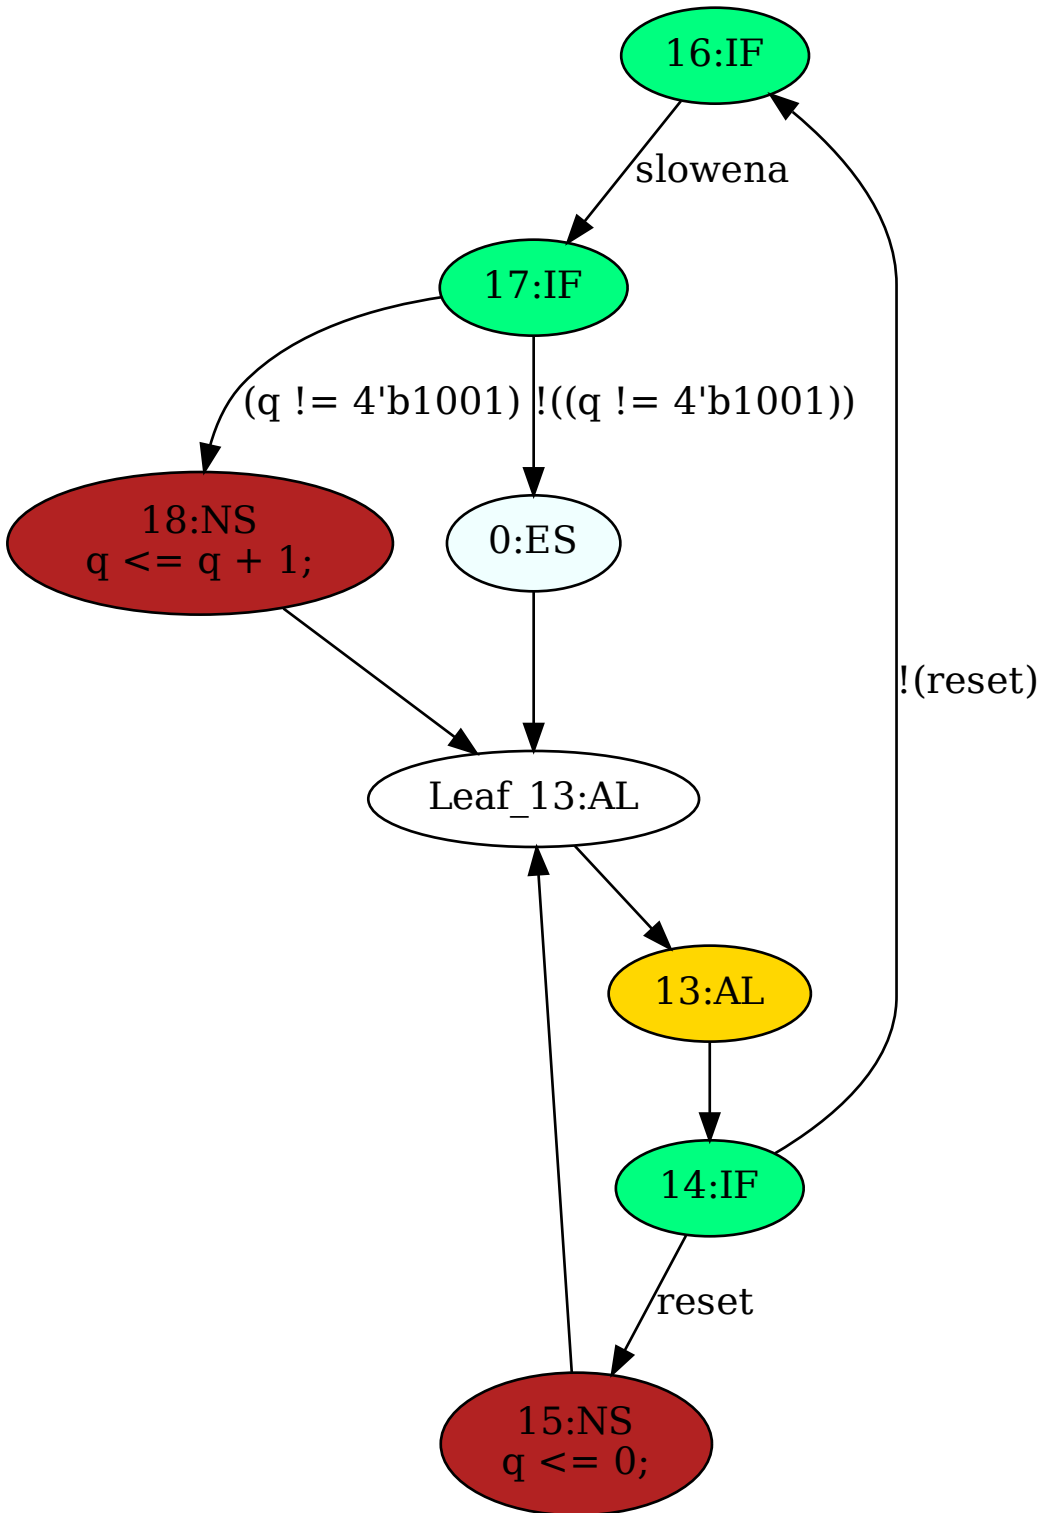 16:IF
slowena
17:IF
(q != 4'b1001)
!((q != 4'b1001))
18:NS
q <= q + 1;
0:ES
!(reset)
Leaf_13:AL
13:AL
14:IF
reset
15:NS
q <= 0;